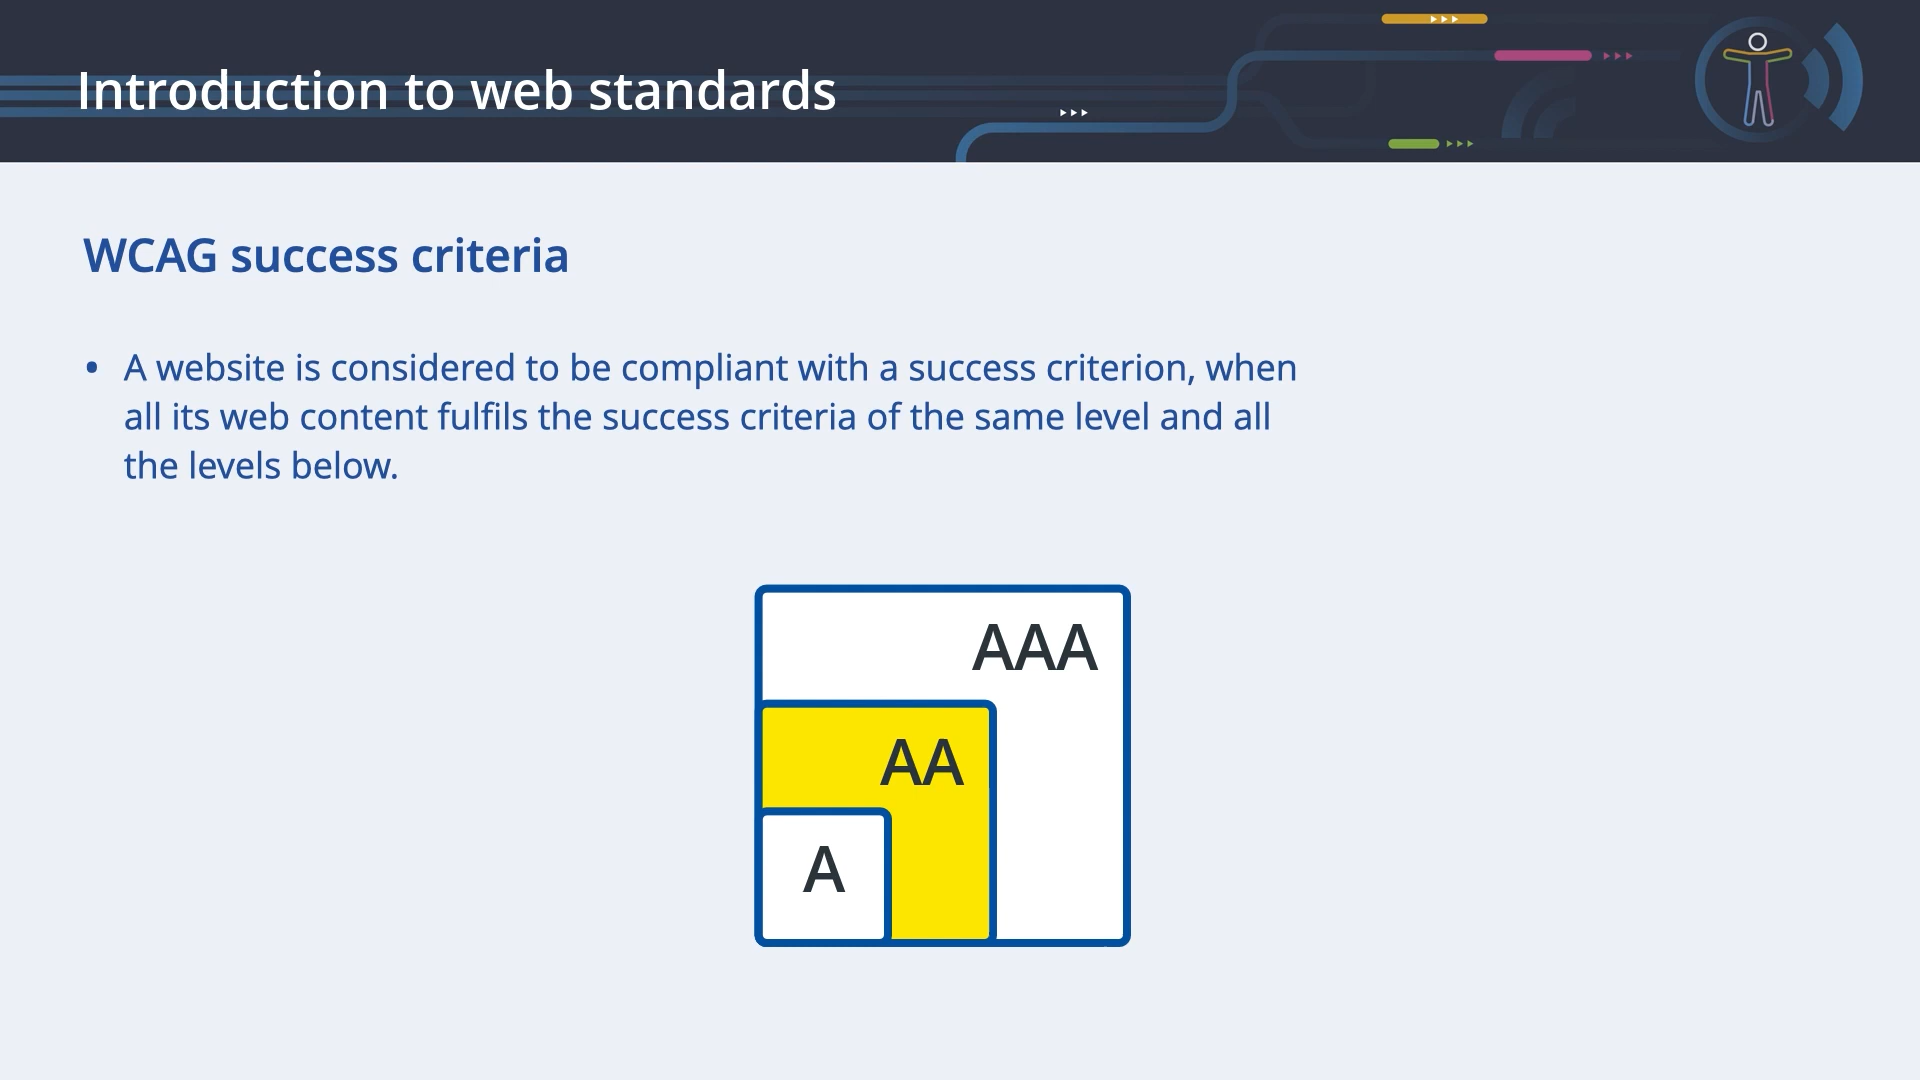 Introduction to web standards
WCAG success criteria
• A website is considered to be compliant with a success criterion, when
all its web content fulfils the success criteria of the same level and all
the levels below.
AAA
AA
A